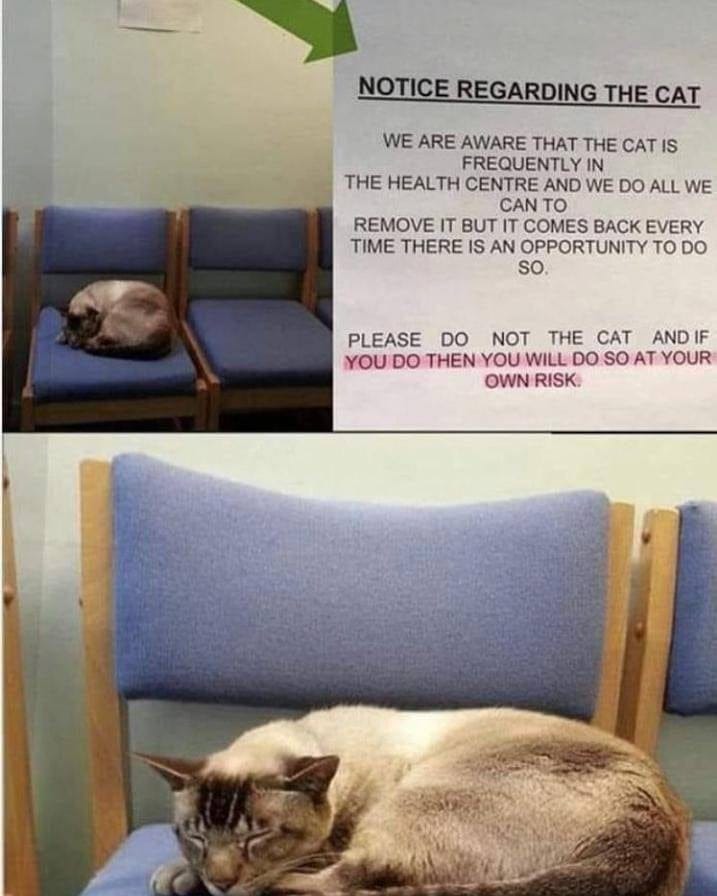 NOTICE REGARDING THE CAT
WE ARE AWARE THAT THE CAT IS
FREQUENTLY IN
THE HEALTH CENTRE AND WE DO ALL WE
CAN TO
REMOVE IT BUT IT COMES BACK EVERY
TIME THERE IS AN OPPORTUNITY TO DO
SO.
PLEASE DO NOT THE CAT AND IF
YOU DO THEN YOU WILL DO SO AT YOUR
OWN RISK.